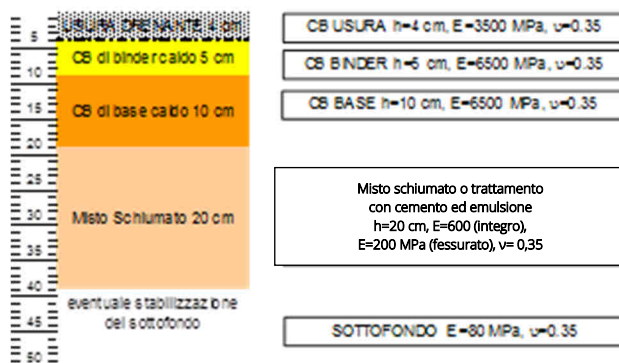 USURA DRENANTE 4 cm
CB di binder caldo 5 cm
CB di base caldo 10 cm
Misto Schiumato 20 cm
eventuale stabilizzazione
del sottofondo
5
10
15
20
25
30
35
40
45
50
CB USURA h=4 cm, E=3500 MPa, υ=0.35
CB BINDER h=5 cm, E=6500 MPa, υ=0.35
CB BASE h=10 cm, E=6500 MPa, υ=0.35
Misto schiumato o trattamento
con cemento ed emulsione
h=20 cm, E=600 (integro),
E=200 MPa (fessurato), ν= 0,35
SOTTOFONDO E=80 MPa, υ=0.35